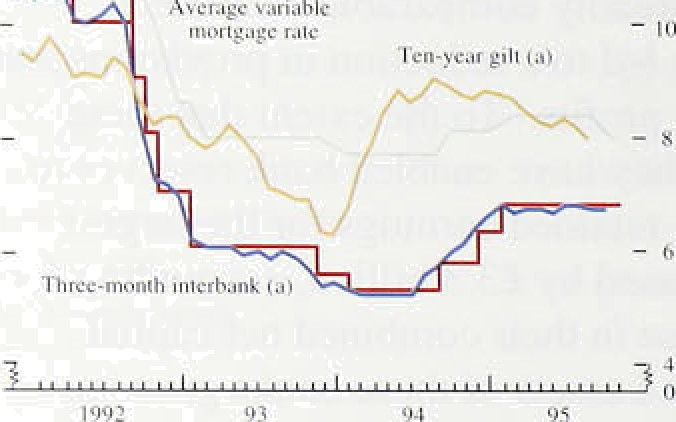 Average variable
mortgage rate
10
Ten-year gilt (a)
8
6
Three-month interbank (a)
4
0
1992 93 94 95